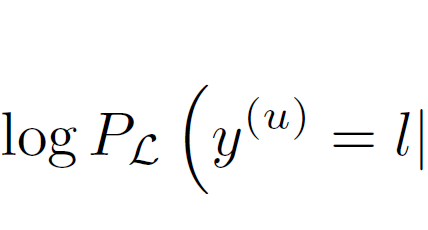 log P_ℒ ( y^(u) = l|